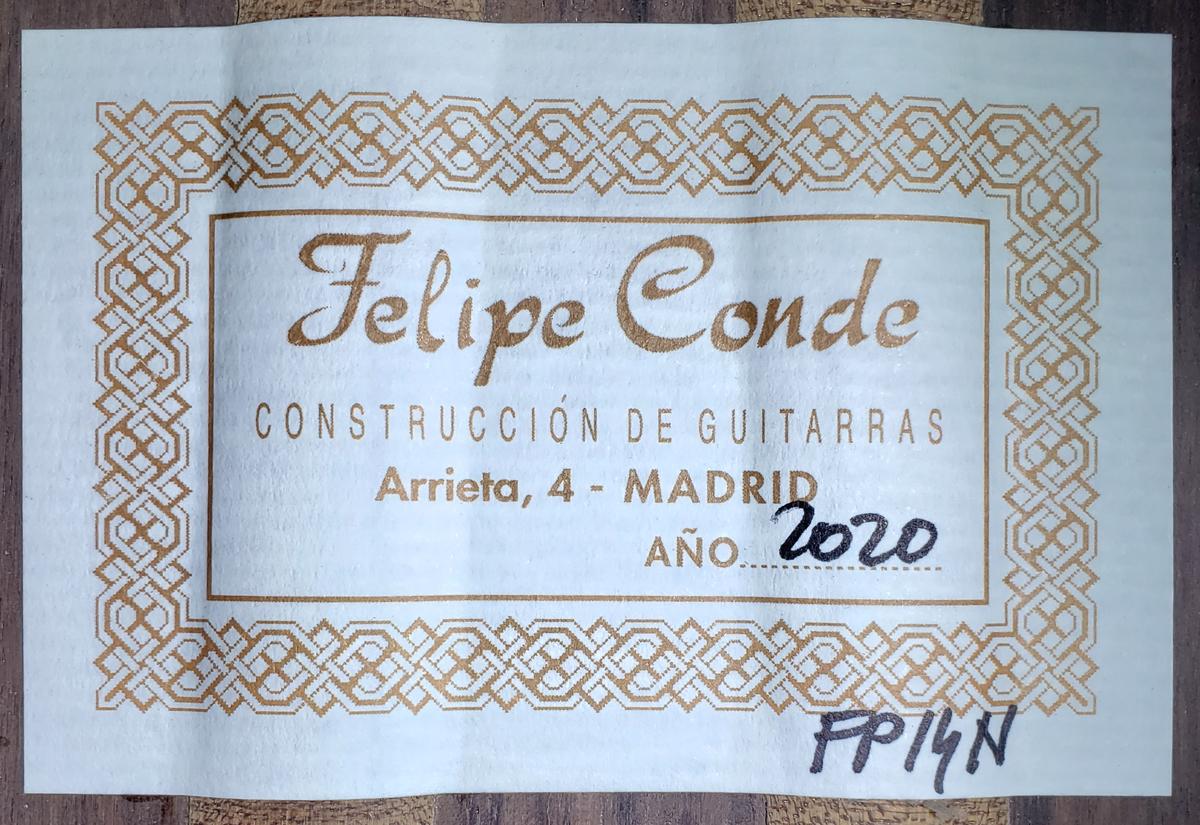 Felipe Conde
CONSTRUCCIÓN DE GUITARRAS
Arrieta, 4 - MADRID
AÑO 2020
FP14N